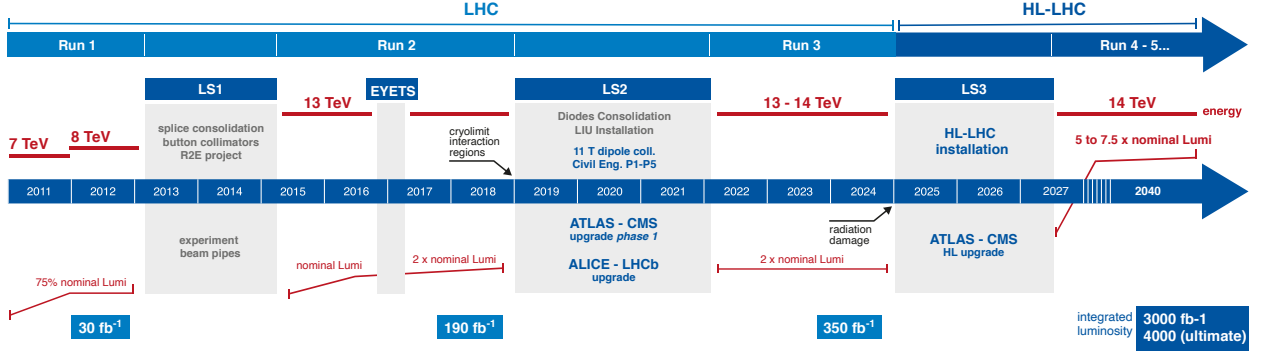 LHC
HL-LHC
Run 1
Run 2
Run 3
Run 4 - 5...
LS1
EYETS
LS2
LS3
13 TeV
13 - 14 TeV
14 TeV
energy
7 TeV
8 TeV
splice consolidation
button collimators
R2E project
cryolimit
interaction
regions
Diodes Consolidation
LIU Installation
11 T dipole coll.
Civil Eng. P1-P5
HL-LHC
installation
5 to 7.5 x nominal Lumi
2011
2012
2013
2014
2015
2016
2017
2018
2019
2020
2021
2022
2023
2024
2025
2026
2027
2040
experiment
beam pipes
ATLAS - CMS
upgrade phase 1
ALICE - LHCb
upgrade
radiation
damage
ATLAS - CMS
HL upgrade
75% nominal Lumi
nominal Lumi
2 x nominal Lumi
2 x nominal Lumi
30 fb-1
190 fb-1
350 fb-1
integrated
luminosity
3000 fb-1
4000 (ultimate)